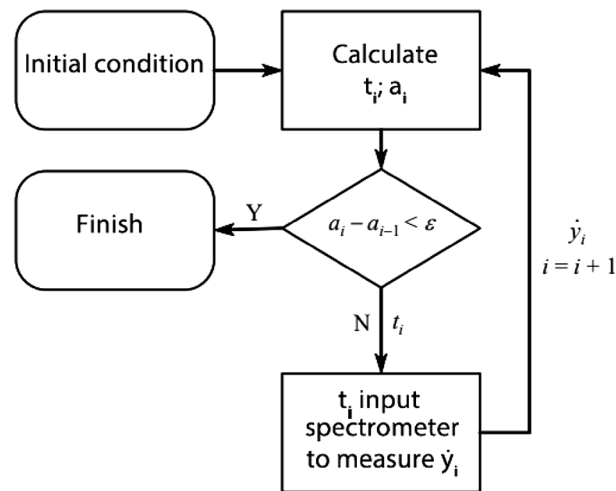 Initial condition
Calculate
tᵢ; aᵢ
Finish
Y
aᵢ – aᵢ₋₁ < ε
ẏᵢ
i = i + 1
N
tᵢ
tᵢ input
spectrometer
to measure ẏᵢ